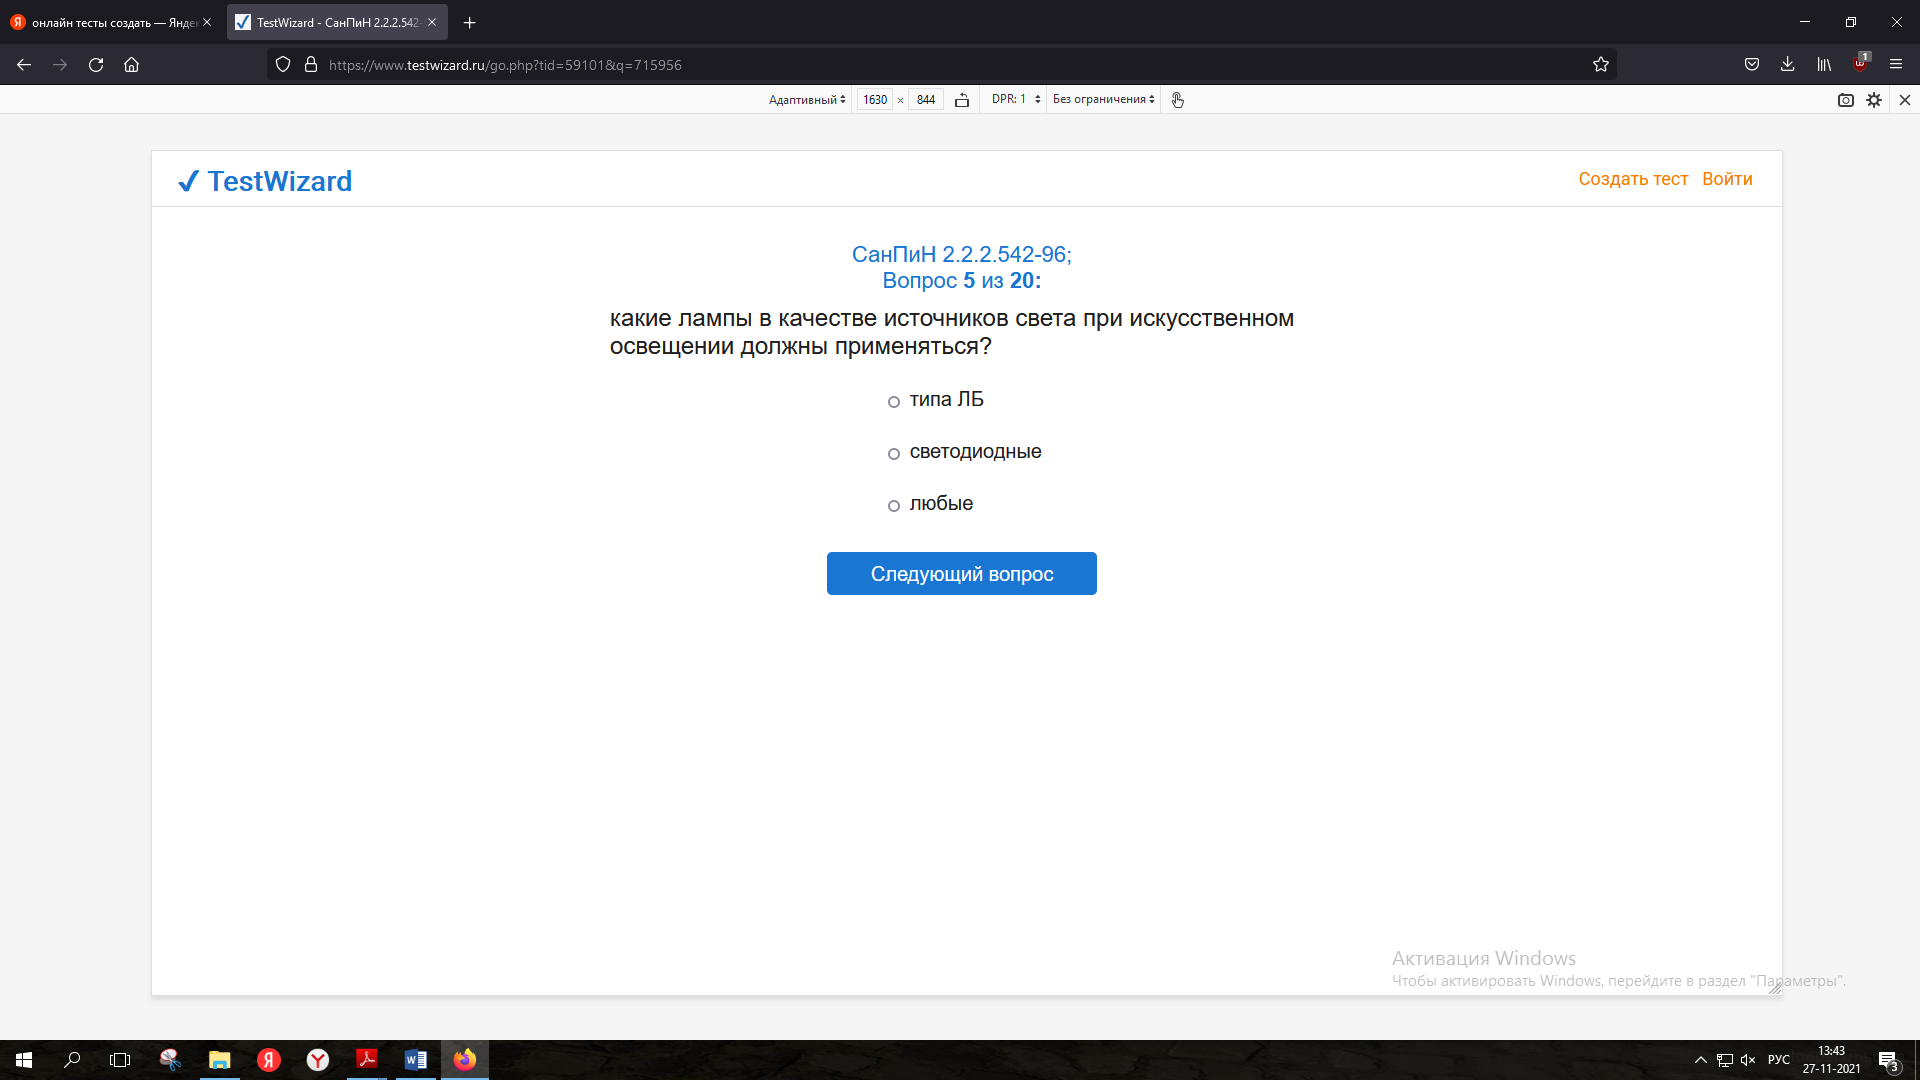 онлайн тесты создать — Яндек
TestWizard - СанПиН 2.2.2.542-
https://www.testwizard.ru/go.php?tid=59101&q=715956
1
Адаптивный 1630 × 844 DPR: 1 Без ограничения
TestWizard
Создать тест Войти
СанПиН 2.2.2.542-96;
Вопрос 5 из 20:
какие лампы в качестве источников света при искусственном
освещении должны применяться?
типа ЛБ
светодиодные
любые
Следующий вопрос
Активация Windows
Чтобы активировать Windows, перейдите в раздел "Параметры".
РУС
13:43
27-11-2021
3